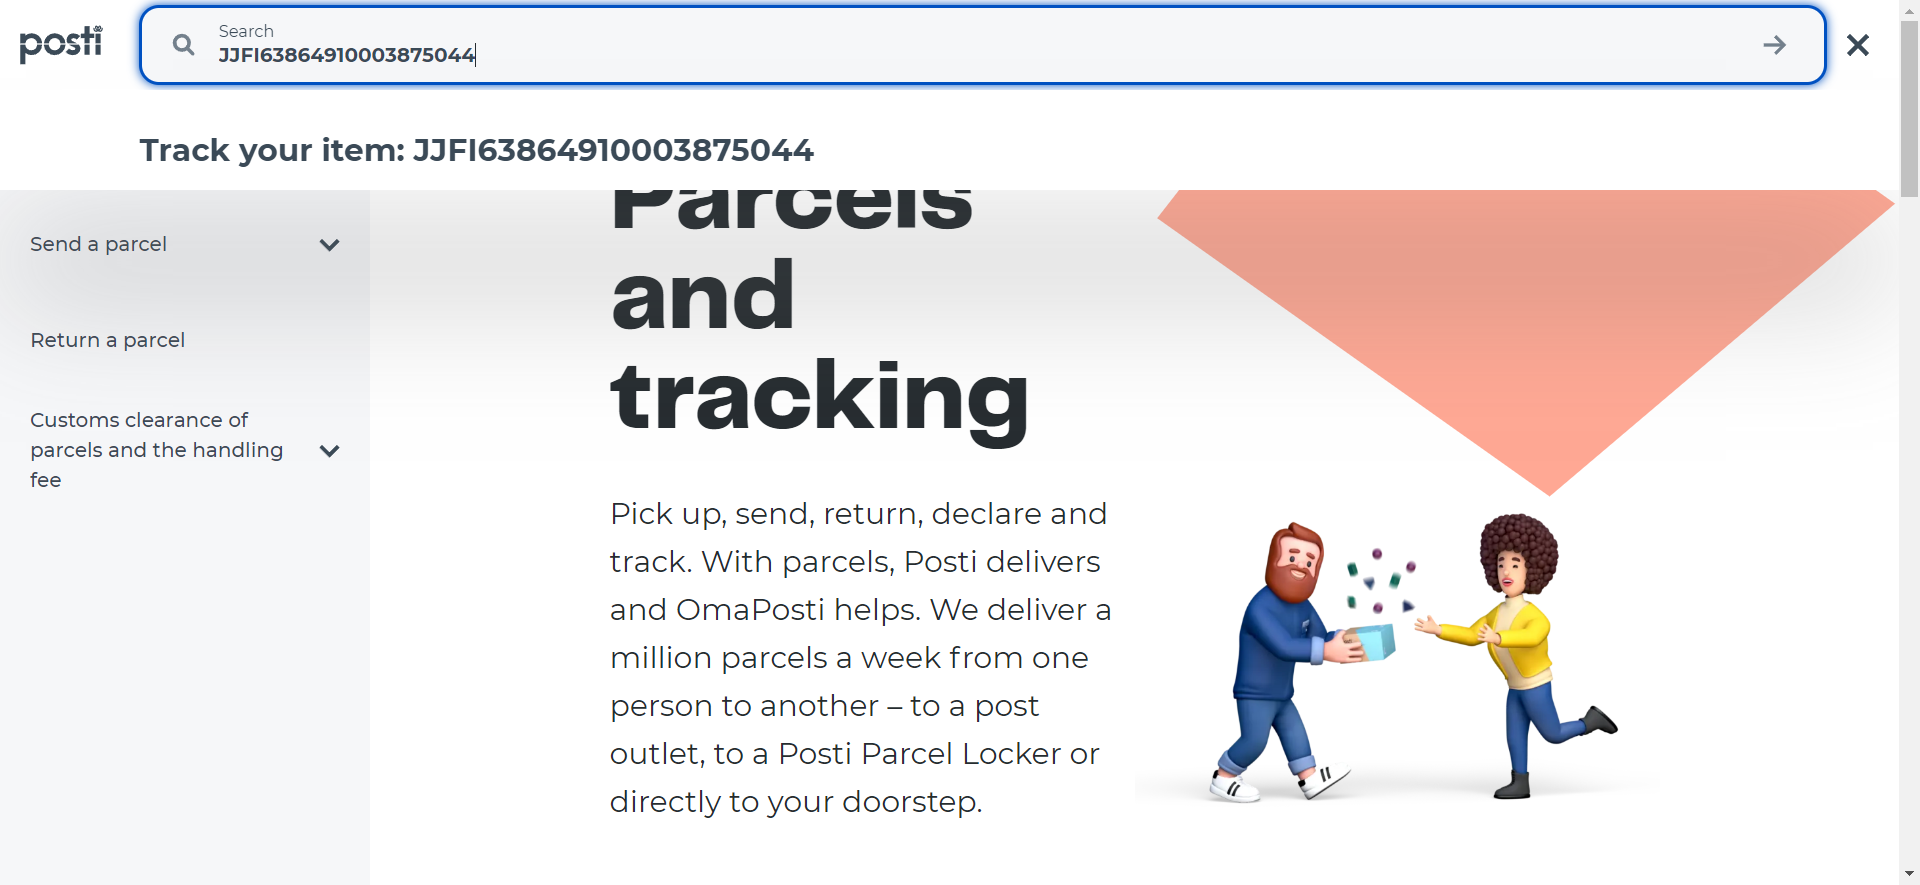 posti
Search
JJFI63864910003875044
Track your item: JJFI63864910003875044
Send a parcel
Return a parcel
Customs clearance of
parcels and the handling
fee
Parcels
and
tracking
Pick up, send, return, declare and
track. With parcels, Posti delivers
and OmaPosti helps. We deliver a
million parcels a week from one
person to another – to a post
outlet, to a Posti Parcel Locker or
directly to your doorstep.